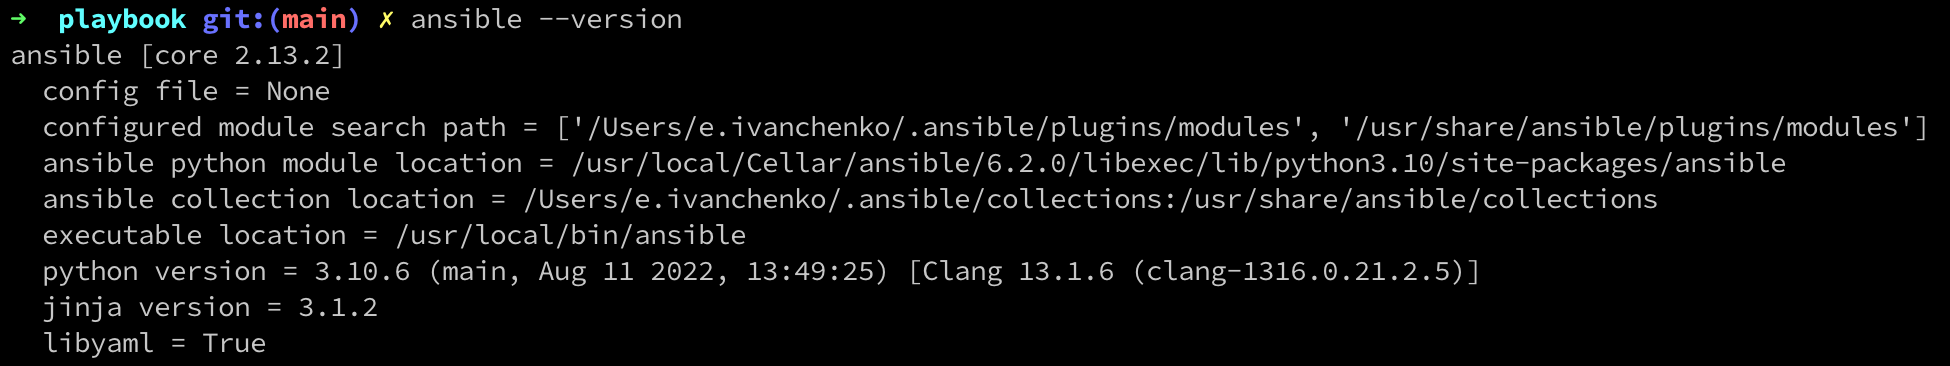 ➜  playbook git:(main) ✗ ansible --version
ansible [core 2.13.2]
  config file = None
  configured module search path = ['/Users/e.ivanchenko/.ansible/plugins/modules', '/usr/share/ansible/plugins/modules']
  ansible python module location = /usr/local/Cellar/ansible/6.2.0/libexec/lib/python3.10/site-packages/ansible
  ansible collection location = /Users/e.ivanchenko/.ansible/collections:/usr/share/ansible/collections
  executable location = /usr/local/bin/ansible
  python version = 3.10.6 (main, Aug 11 2022, 13:49:25) [Clang 13.1.6 (clang-1316.0.21.2.5)]
  jinja version = 3.1.2
  libyaml = True